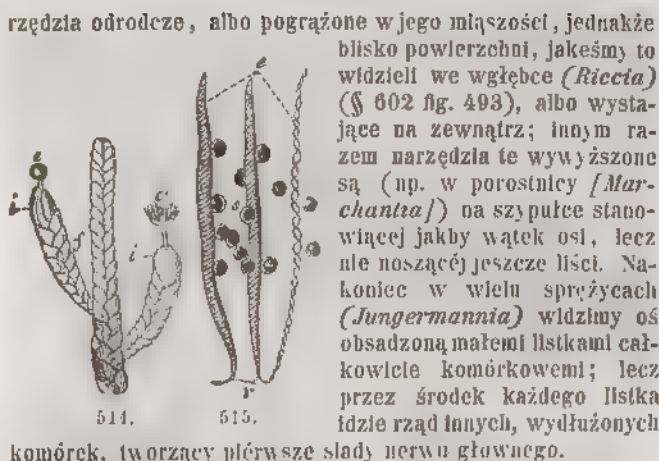 rzędzia odrodcze, albo pogrążone w jego miąszości, jednakże
blisko powierzchni, jakeśmy to
widzieli we wgłębce (Riccia)
(§ 602 fig. 493), albo wysta-
jące na zewnątrz; innym ra-
zem narzędzia te wywyższone
są (np. w porostnicy [Mar-
chantia]) na szypułce stano-
wiącej jakby wątek osi, lecz
nie noszącéj jeszcze liści. Na-
koniec w wielu sprężycach
(Jungermannia) widzimy oś
obsadzoną małemi listkami cał-
kowicie komórkowemi; lecz
przez środek każdego listka
idzie rząd innych, wydłużonych
komórek, tworzący piérwsze ślady nerwu głownego.
e
i
c
i
e
s
r
514. 515.